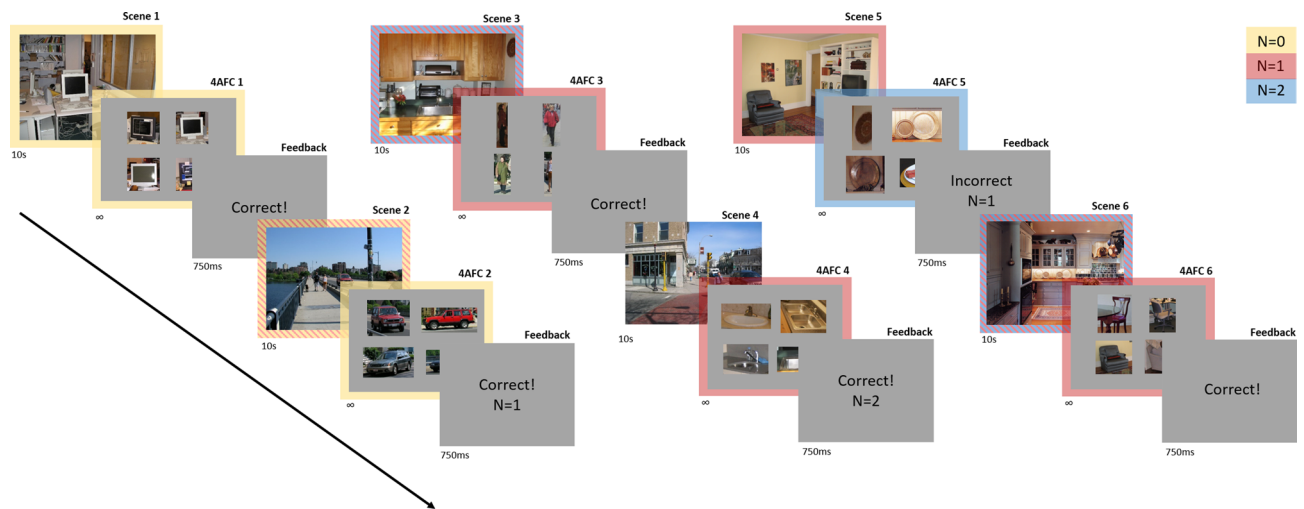 Scene 1
10s
4AFC 1
∞
Feedback
Correct!
750ms
Scene 2
10s
4AFC 2
∞
Feedback
Correct!
N=1
750ms
Scene 3
10s
4AFC 3
∞
Feedback
Correct!
750ms
Scene 4
10s
4AFC 4
∞
Feedback
Correct!
N=2
750ms
Scene 5
10s
4AFC 5
∞
Feedback
Incorrect
N=1
750ms
Scene 6
10s
4AFC 6
∞
Feedback
Correct!
750ms
N=0
N=1
N=2